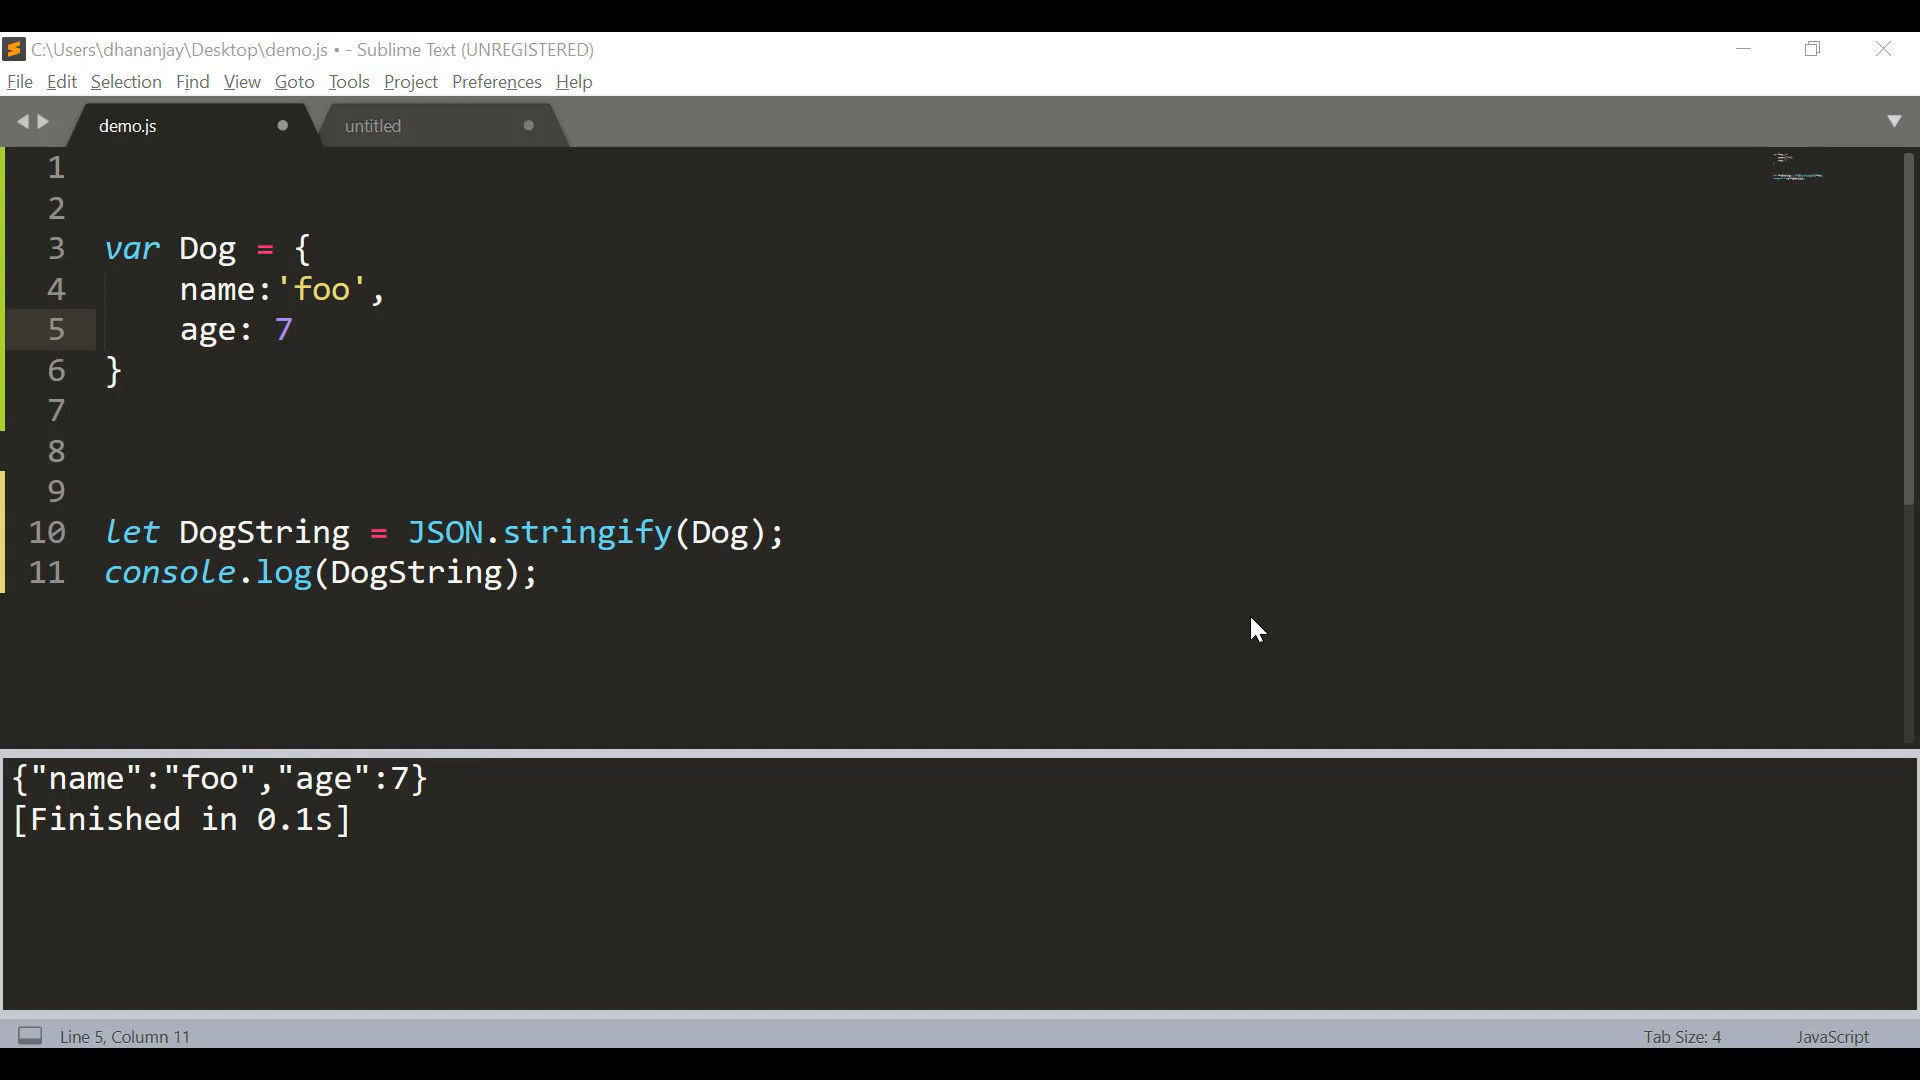 C:\Users\dhananjay\Desktop\demo.js • - Sublime Text (UNREGISTERED)
File Edit Selection Find View Goto Tools Project Preferences Help
demo.js untitled
1
2
3 var Dog = {
4     name:'foo',
5     age: 7
6 }
7
8
9
10 let DogString = JSON.stringify(Dog);
11 console.log(DogString);
{"name":"foo","age":7}
[Finished in 0.1s]
Line 5, Column 11 Tab Size: 4 JavaScript